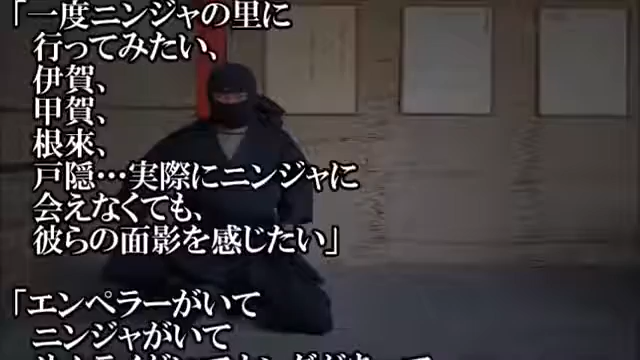 「一度ニンジャの里に
行ってみたい、
伊賀、
甲賀、
根来、
戸隠…実際にニンジャに
会えなくても、
彼らの面影を感じたい」
「エンペラーがいて
ニンジャがいて